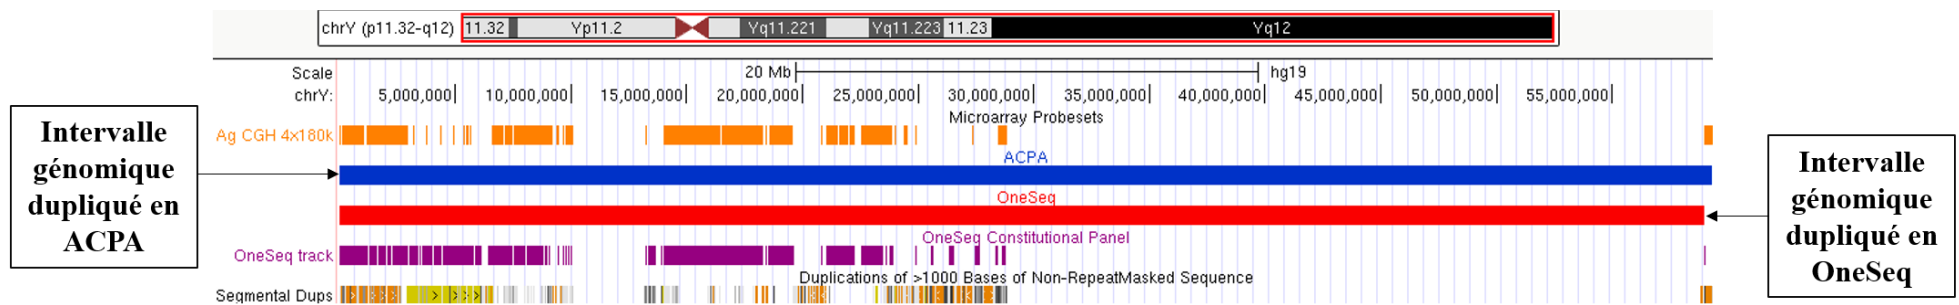 chrY (p11.32-q12) 11.32 Yp11.2 Yq11.221 Yq11.223 11.23 Yq12
Scale 20 Mb hg19
chrY: 5,000,000| 10,000,000| 15,000,000| 20,000,000| 25,000,000| 30,000,000| 35,000,000| 40,000,000| 45,000,000| 50,000,000| 55,000,000|
Microarray Probesets
Ag CGH 4x180k
ACPA
OneSeq
OneSeq Constitutional Panel
OneSeq track
Duplications of >1000 Bases of Non-RepeatMasked Sequence
Segmental Dups
Intervalle
génomique
dupliqué en
ACPA
Intervalle
génomique
dupliqué en
OneSeq